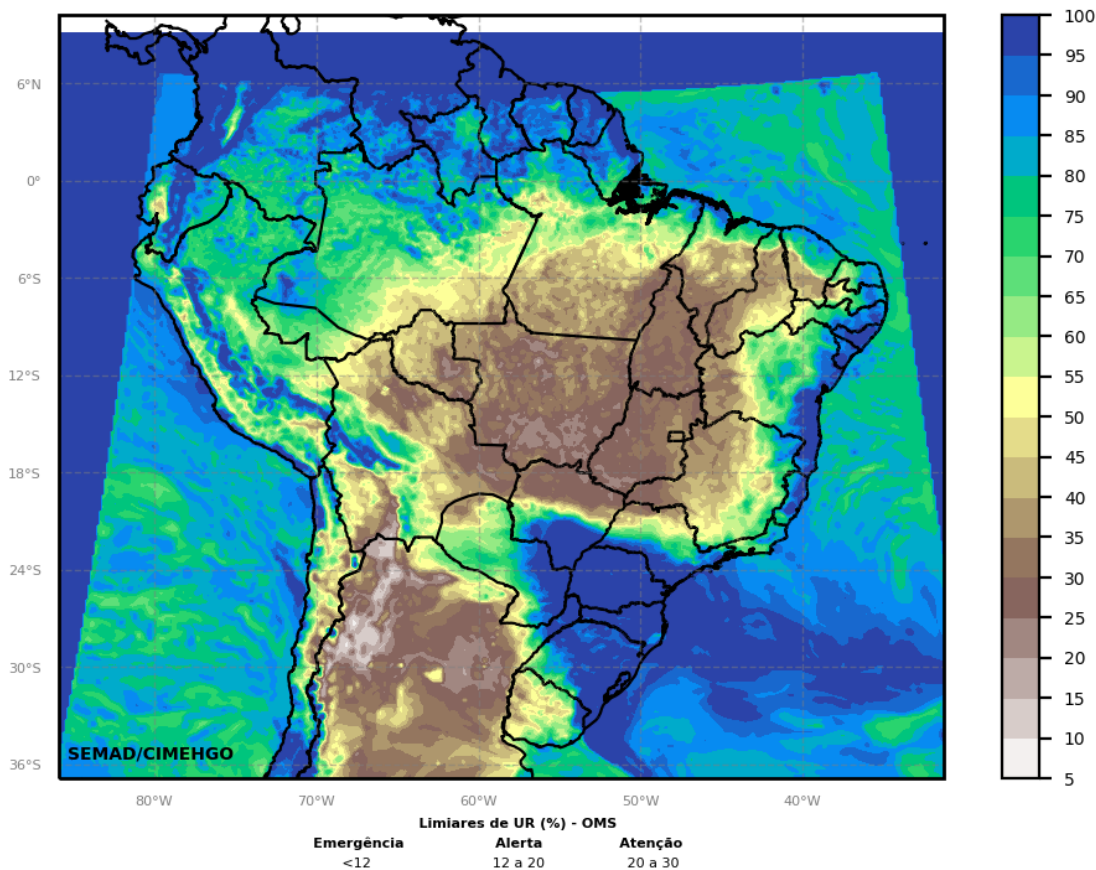 100
95
90
85
80
75
70
65
60
55
50
45
40
35
30
25
20
15
10
5
6°N
0°
6°S
12°S
18°S
24°S
30°S
36°S
SEMAD/CIMEHGO
80°W 70°W 60°W 50°W 40°W
Limiares de UR (%) - OMS
Emergência Alerta Atenção
<12 12 a 20 20 a 30